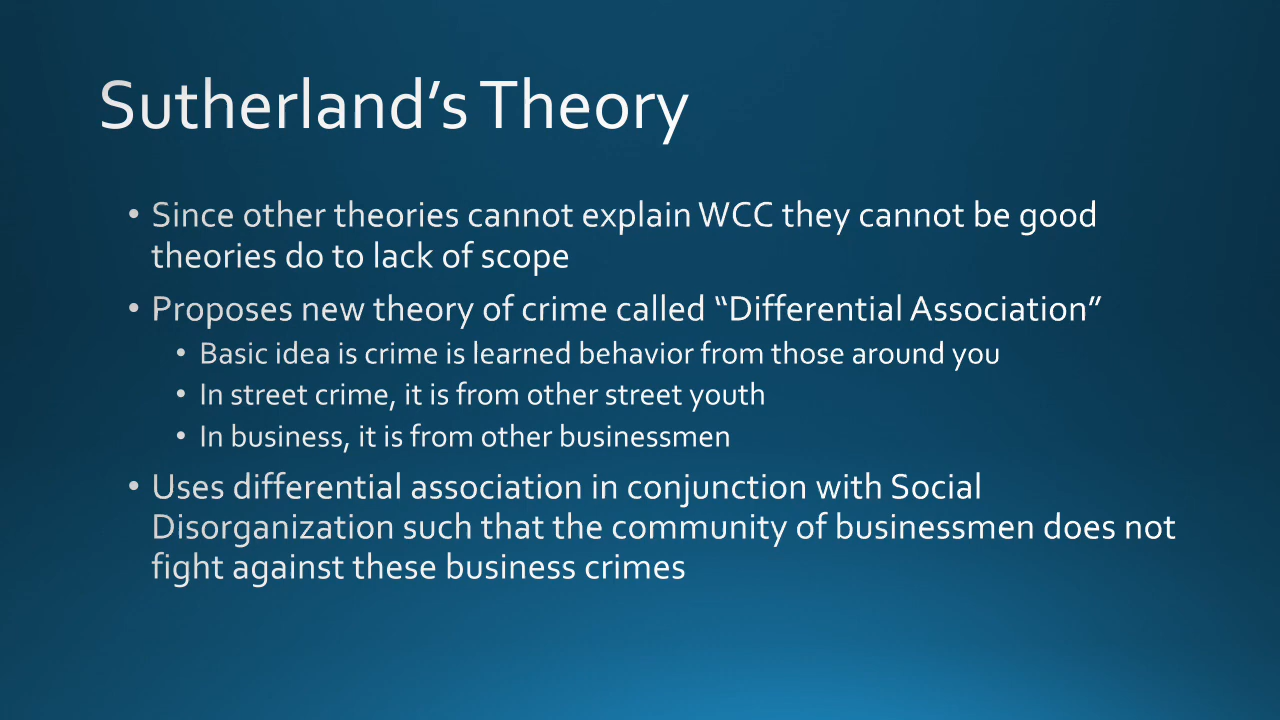 Sutherland’s Theory
• Since other theories cannot explain WCC they cannot be good
theories do to lack of scope
• Proposes new theory of crime called “Differential Association”
• Basic idea is crime is learned behavior from those around you
• In street crime, it is from other street youth
• In business, it is from other businessmen
• Uses differential association in conjunction with Social
Disorganization such that the community of businessmen does not
fight against these business crimes